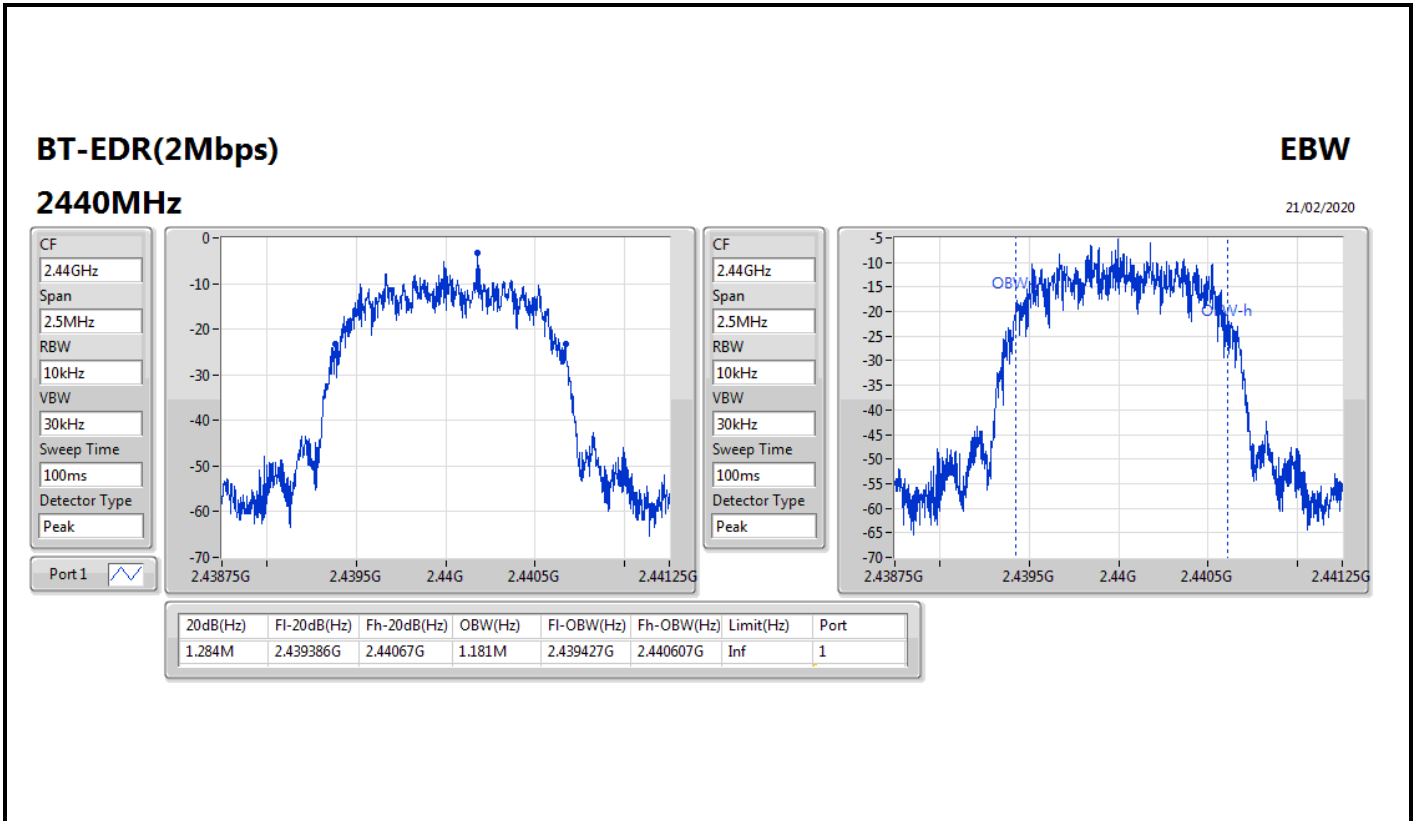 BT-EDR(2Mbps)
EBW
2440MHz
21/02/2020
CF
2.44GHz
Span
2.5MHz
RBW
10kHz
VBW
30kHz
Sweep Time
100ms
Detector Type
Peak
Port 1
0
-10
-20
-30
-40
-50
-60
-70
2.43875G 2.4395G 2.44G 2.4405G 2.44125G
CF
2.44GHz
Span
2.5MHz
RBW
10kHz
VBW
30kHz
Sweep Time
100ms
Detector Type
Peak
-5
-10
-15
-20
-25
-30
-35
-40
-45
-50
-55
-60
-65
-70
OBW
OBW-h
2.43875G 2.4395G 2.44G 2.4405G 2.44125G
20dB(Hz) Fl-20dB(Hz) Fh-20dB(Hz) OBW(Hz) Fl-OBW(Hz) Fh-OBW(Hz) Limit(Hz) Port
1.284M 2.439386G 2.44067G 1.181M 2.439427G 2.440607G Inf 1